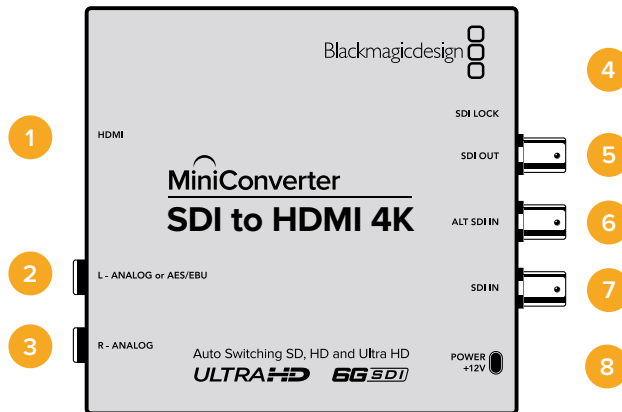 Blackmagicdesign
4
SDI LOCK
1
HDMI
SDI OUT
5
MiniConverter
SDI to HDMI 4K
ALT SDI IN
6
2
L - ANALOG or AES/EBU
SDI IN
7
3
R - ANALOG
Auto Switching SD, HD and Ultra HD
ULTRAHD 6G SDI
POWER
+12V
8